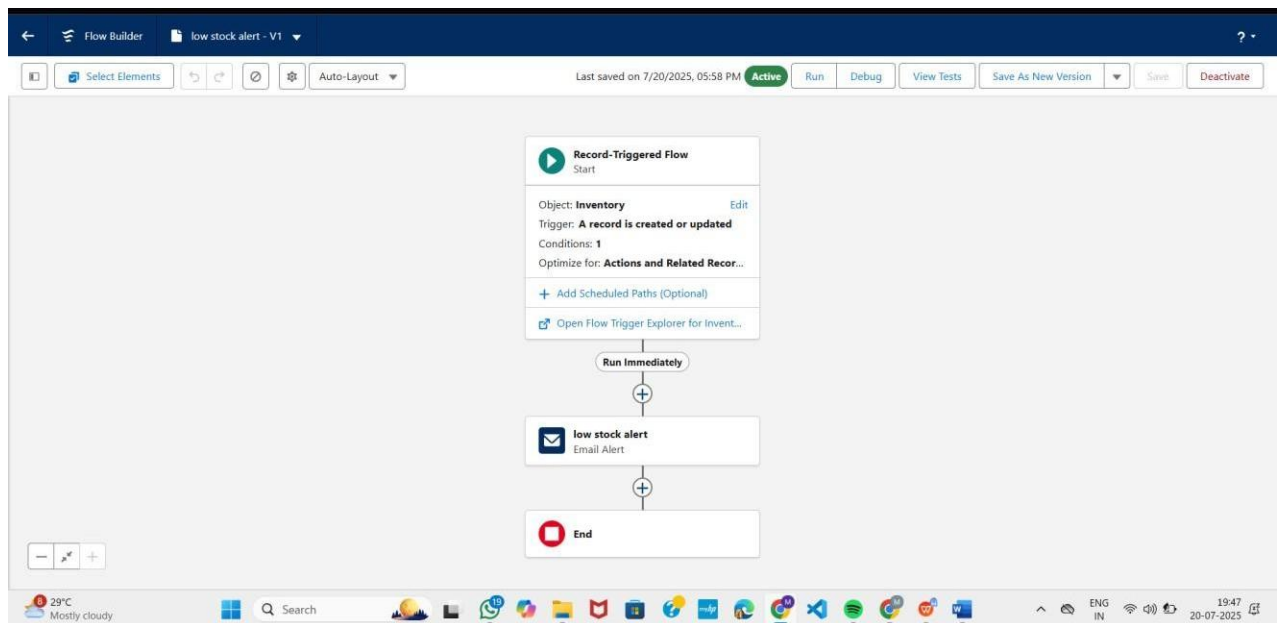 Flow Builder
low stock alert - V1
?
Select Elements
Auto-Layout
Last saved on 7/20/2025, 05:58 PM
Active
Run
Debug
View Tests
Save As New Version
Save
Deactivate
Record-Triggered Flow
Start
Object: Inventory
Edit
Trigger: A record is created or updated
Conditions: 1
Optimize for: Actions and Related Recor...
+ Add Scheduled Paths (Optional)
Open Flow Trigger Explorer for Invent...
Run Immediately
low stock alert
Email Alert
End
8
29°C
Mostly cloudy
Search
19
ENG
IN
19:47
20-07-2025